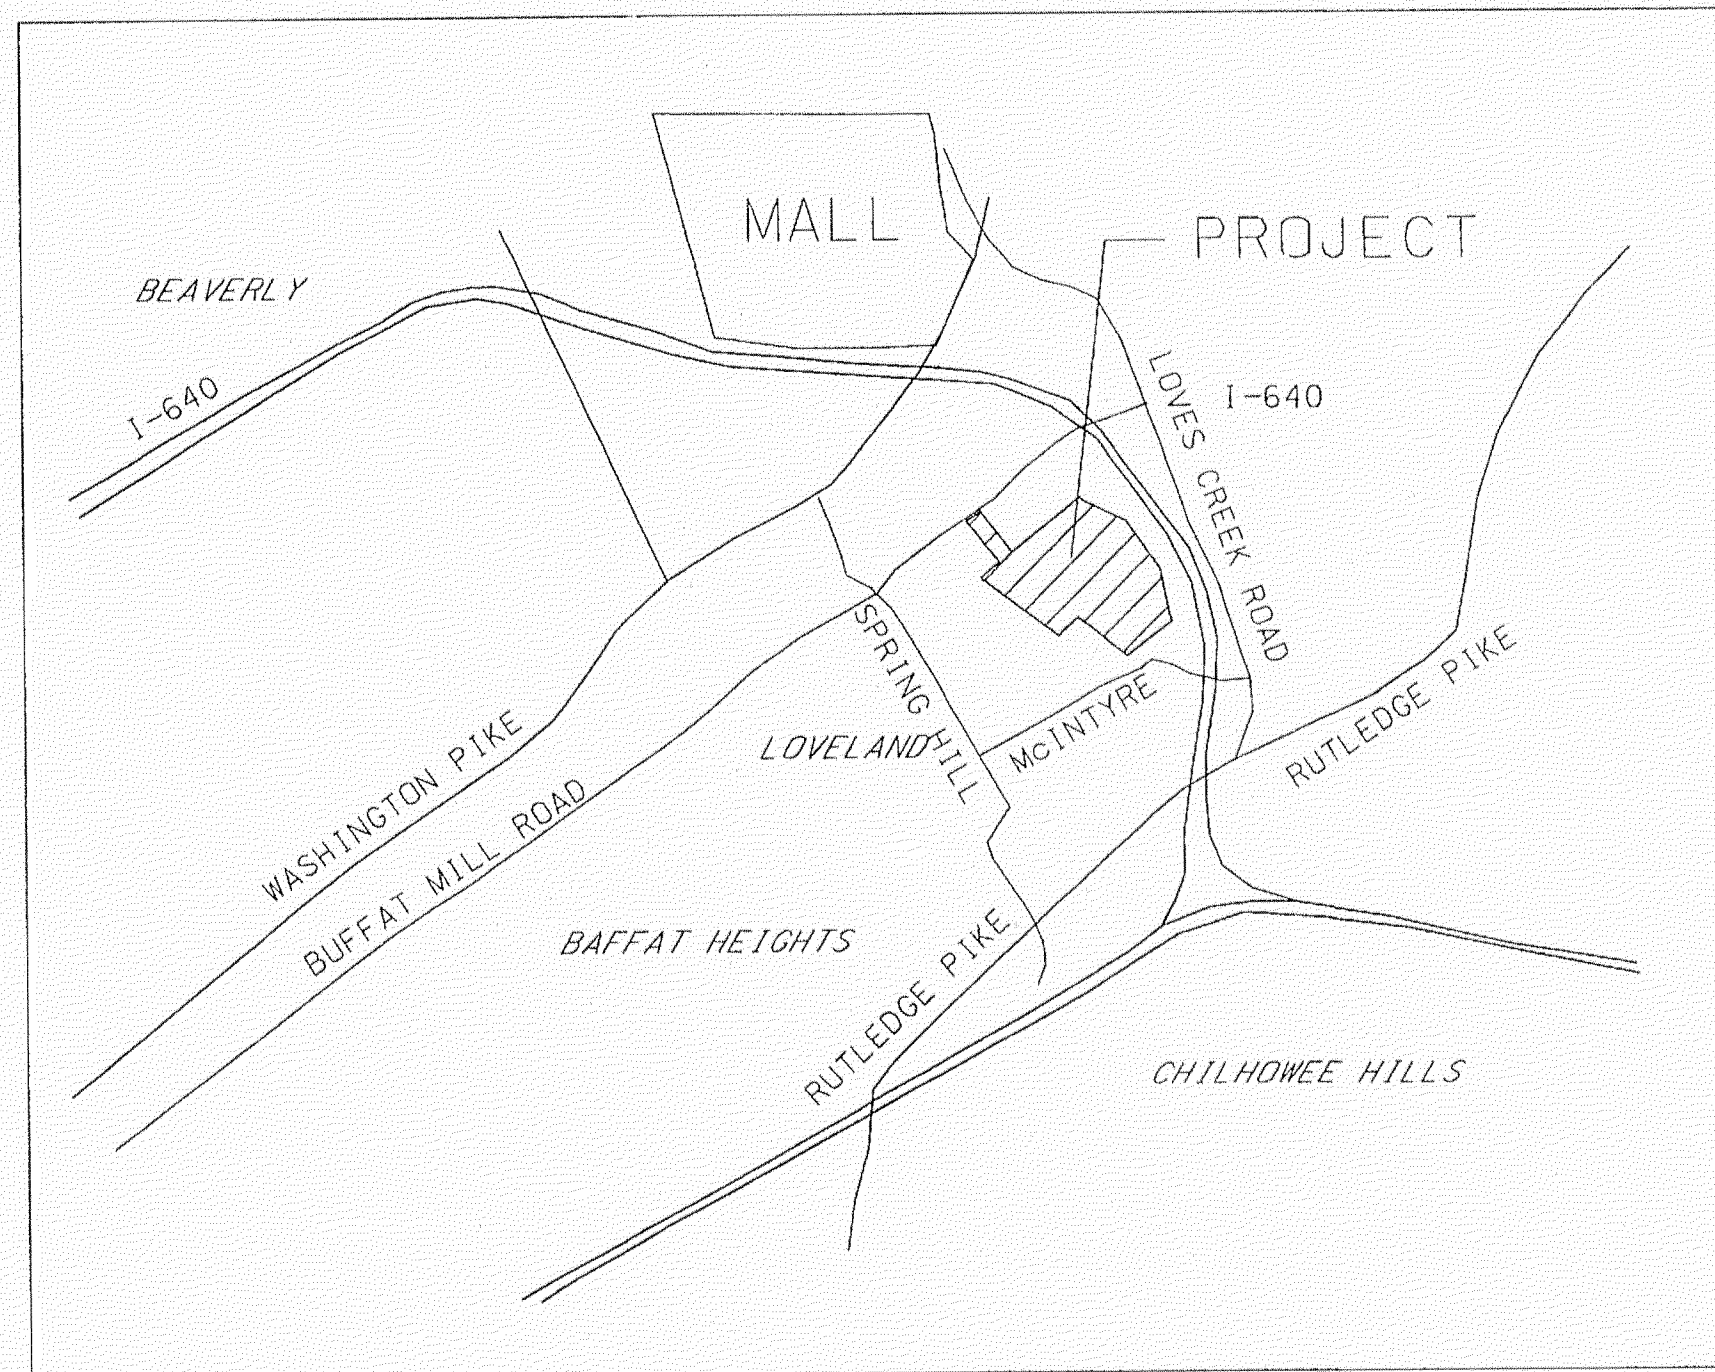 MALL
PROJECT
BEAVERLY
I-640
I-640
LOVES CREEK ROAD
SPRING HILL
McINTYRE
RUTLEDGE PIKE
LOVELAND
WASHINGTON PIKE
BUFFAT MILL ROAD
BAFFAT HEIGHTS
RUTLEDGE PIKE
CHILHOWEE HILLS